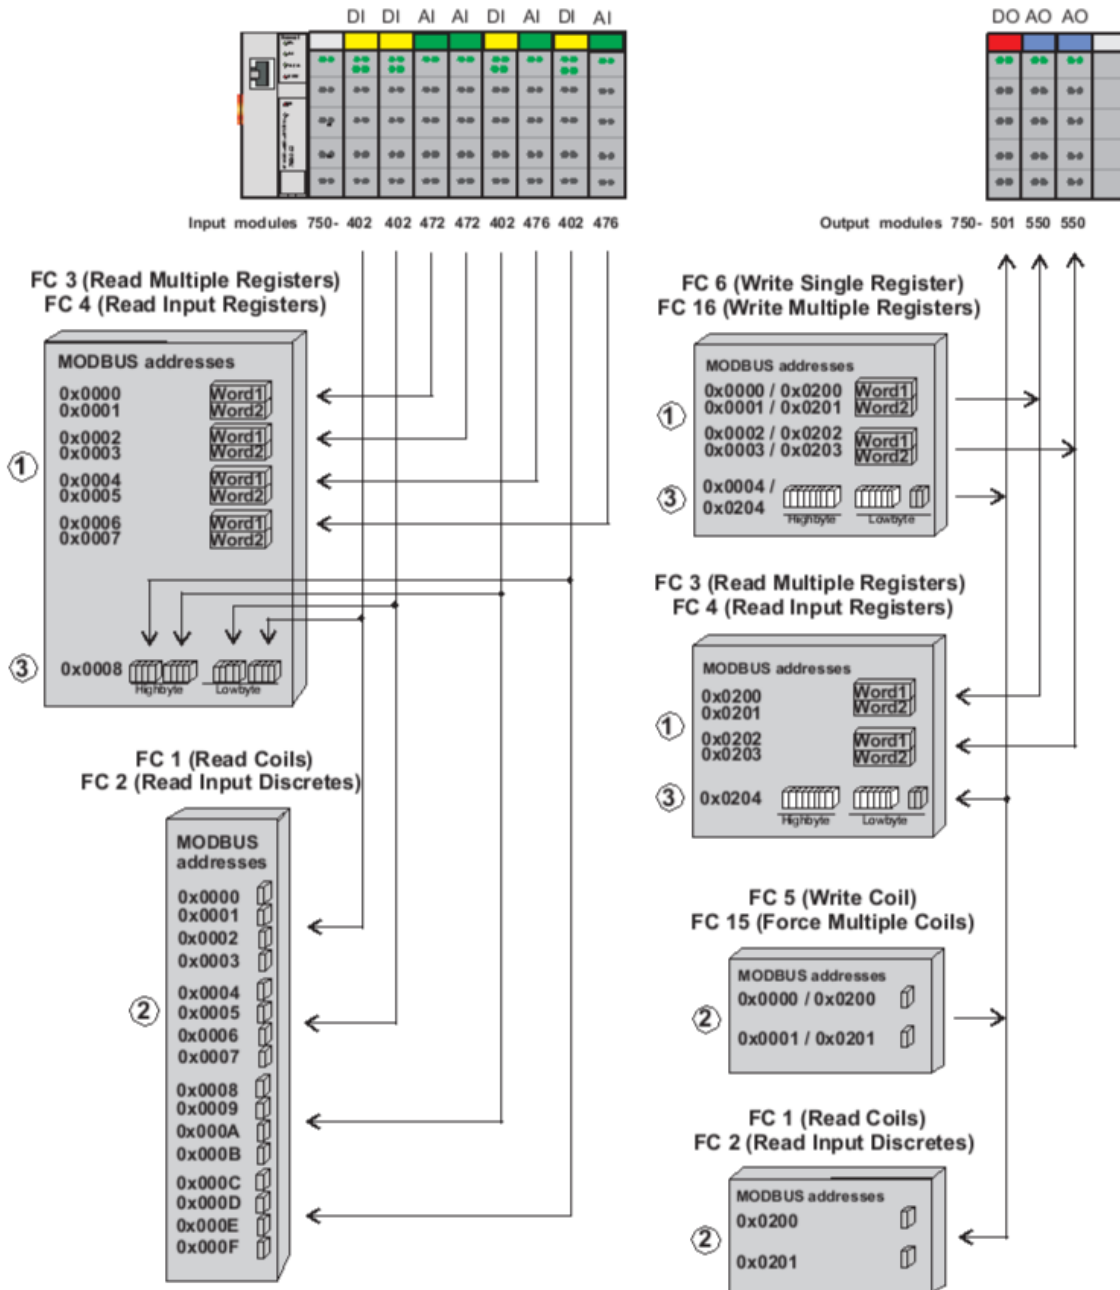 DI DI AI AI DI AI DI AI
Input modules 750- 402 402 472 472 402 476 402 476
FC 3 (Read Multiple Registers)
FC 4 (Read Input Registers)
MODBUS addresses
0x0000 Word1
0x0001 Word2
0x0002 Word1
0x0003 Word2
1
0x0004 Word1
0x0005 Word2
0x0006 Word1
0x0007 Word2
3 0x0008
Highbyte Lowbyte
FC 1 (Read Coils)
FC 2 (Read Input Discretes)
MODBUS
addresses
0x0000
0x0001
0x0002
0x0003
0x0004
2
0x0005
0x0006
0x0007
0x0008
0x0009
0x000A
0x000B
0x000C
0x000D
0x000E
0x000F
DO AO AO
Output modules 750- 501 550 550
FC 6 (Write Single Register)
FC 16 (Write Multiple Registers)
MODBUS addresses
0x0000 / 0x0200 Word1
0x0001 / 0x0201 Word2
1
0x0002 / 0x0202 Word1
0x0003 / 0x0203 Word2
3
0x0004 /
0x0204
Highbyte Lowbyte
FC 3 (Read Multiple Registers)
FC 4 (Read Input Registers)
MODBUS addresses
0x0200 Word1
0x0201 Word2
1
0x0202 Word1
0x0203 Word2
3 0x0204
Highbyte Lowbyte
FC 5 (Write Coil)
FC 15 (Force Multiple Coils)
MODBUS addresses
0x0000 / 0x0200
2
0x0001 / 0x0201
FC 1 (Read Coils)
FC 2 (Read Input Discretes)
MODBUS addresses
0x0200
2
0x0201